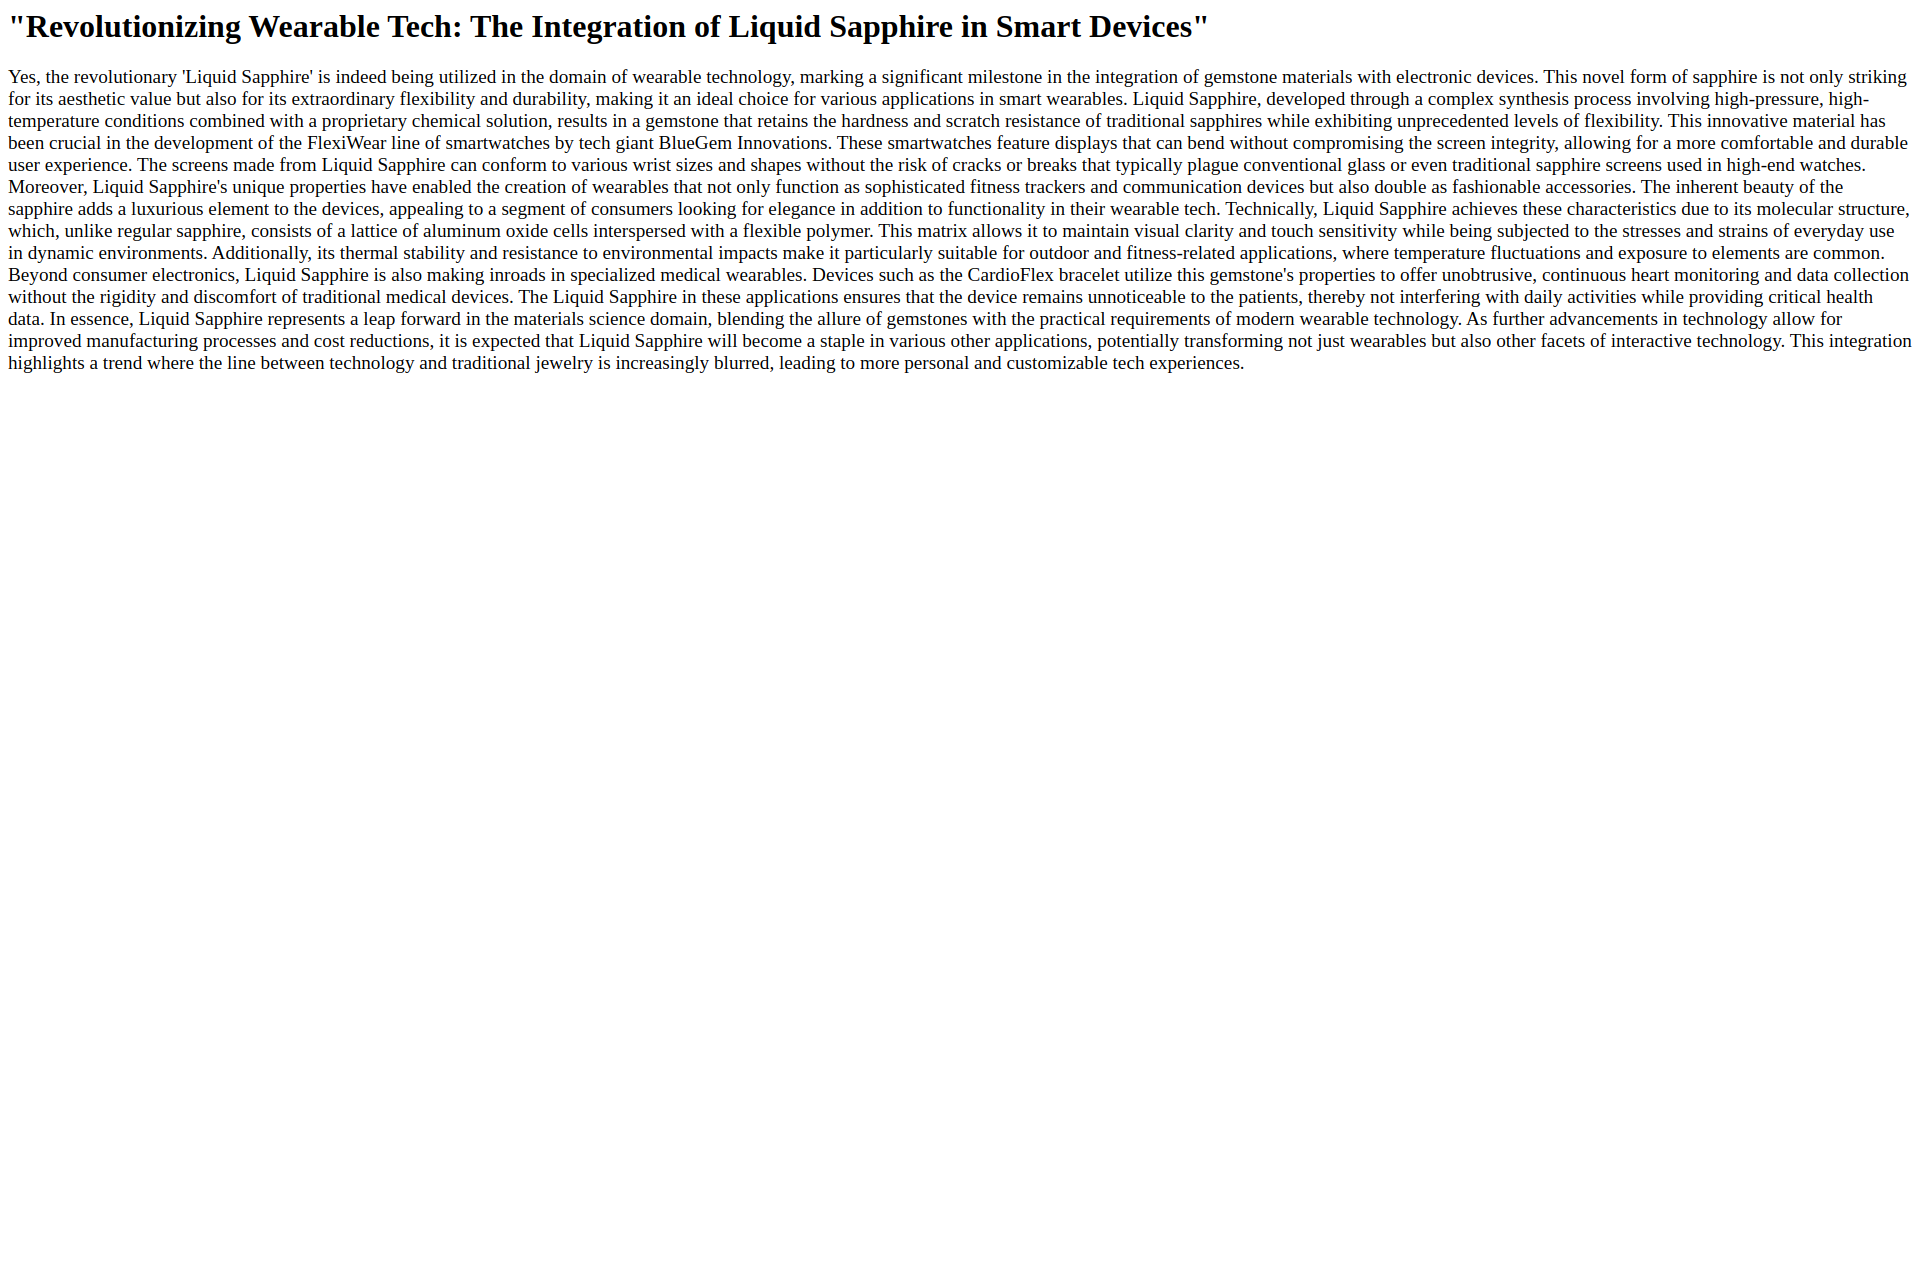 "Revolutionizing Wearable Tech: The Integration of Liquid Sapphire in Smart Devices"
Yes, the revolutionary 'Liquid Sapphire' is indeed being utilized in the domain of wearable technology, marking a significant milestone in the integration of gemstone materials with electronic devices. This novel form of sapphire is not only striking
for its aesthetic value but also for its extraordinary flexibility and durability, making it an ideal choice for various applications in smart wearables. Liquid Sapphire, developed through a complex synthesis process involving high-pressure, high-
temperature conditions combined with a proprietary chemical solution, results in a gemstone that retains the hardness and scratch resistance of traditional sapphires while exhibiting unprecedented levels of flexibility. This innovative material has
been crucial in the development of the FlexiWear line of smartwatches by tech giant BlueGem Innovations. These smartwatches feature displays that can bend without compromising the screen integrity, allowing for a more comfortable and durable
user experience. The screens made from Liquid Sapphire can conform to various wrist sizes and shapes without the risk of cracks or breaks that typically plague conventional glass or even traditional sapphire screens used in high-end watches.
Moreover, Liquid Sapphire's unique properties have enabled the creation of wearables that not only function as sophisticated fitness trackers and communication devices but also double as fashionable accessories. The inherent beauty of the
sapphire adds a luxurious element to the devices, appealing to a segment of consumers looking for elegance in addition to functionality in their wearable tech. Technically, Liquid Sapphire achieves these characteristics due to its molecular structure,
which, unlike regular sapphire, consists of a lattice of aluminum oxide cells interspersed with a flexible polymer. This matrix allows it to maintain visual clarity and touch sensitivity while being subjected to the stresses and strains of everyday use
in dynamic environments. Additionally, its thermal stability and resistance to environmental impacts make it particularly suitable for outdoor and fitness-related applications, where temperature fluctuations and exposure to elements are common.
Beyond consumer electronics, Liquid Sapphire is also making inroads in specialized medical wearables. Devices such as the CardioFlex bracelet utilize this gemstone's properties to offer unobtrusive, continuous heart monitoring and data collection
without the rigidity and discomfort of traditional medical devices. The Liquid Sapphire in these applications ensures that the device remains unnoticeable to the patients, thereby not interfering with daily activities while providing critical health
data. In essence, Liquid Sapphire represents a leap forward in the materials science domain, blending the allure of gemstones with the practical requirements of modern wearable technology. As further advancements in technology allow for
improved manufacturing processes and cost reductions, it is expected that Liquid Sapphire will become a staple in various other applications, potentially transforming not just wearables but also other facets of interactive technology. This integration
highlights a trend where the line between technology and traditional jewelry is increasingly blurred, leading to more personal and customizable tech experiences.